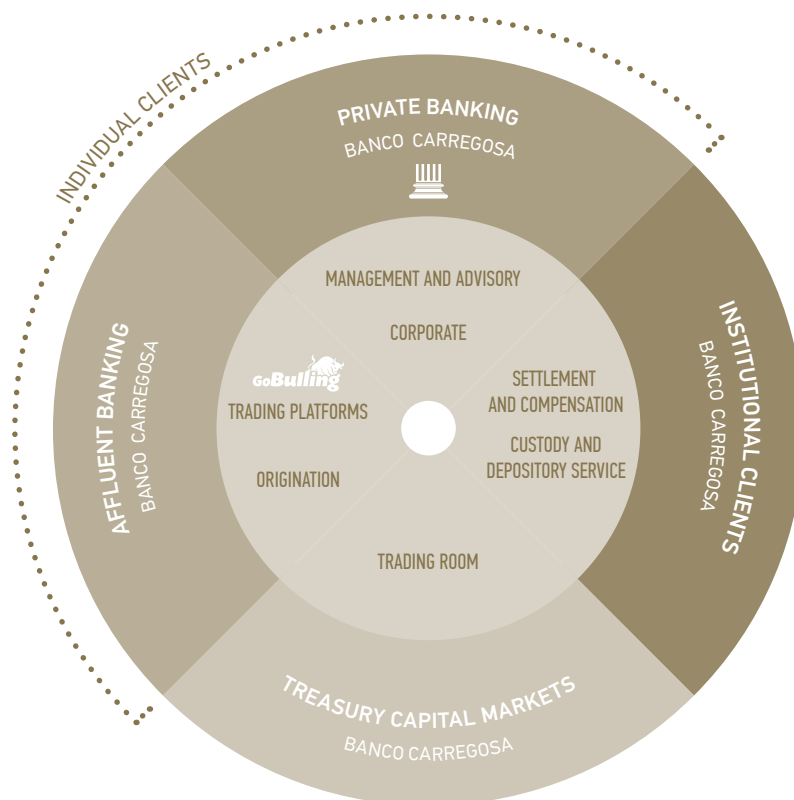 INDIVIDUAL CLIENTS
PRIVATE BANKING
BANCO CARREGOSA
MANAGEMENT AND ADVISORY
CORPORATE
GoBulling
TRADING PLATFORMS
ORIGINATION
SETTLEMENT
AND COMPENSATION
CUSTODY AND
DEPOSITORY SERVICE
TRADING ROOM
AFFLUENT BANKING
BANCO CARREGOSA
INSTITUTIONAL CLIENTS
BANCO CARREGOSA
TREASURY CAPITAL MARKETS
BANCO CARREGOSA